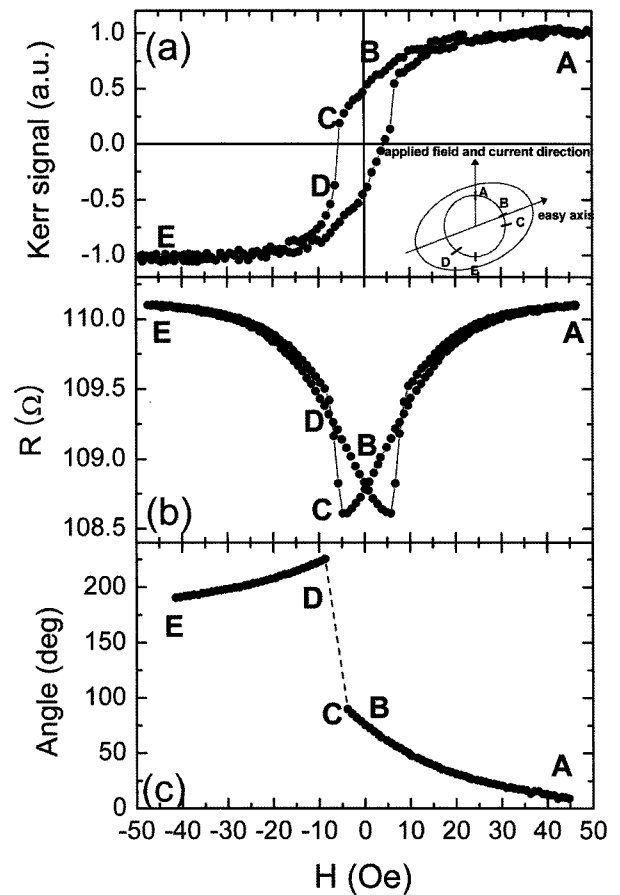 (a)
Kerr signal (a.u.)
1.0
0.5
0.0
-0.5
-1.0
B
A
C
D
E
applied field and current direction
A
B
easy axis
C
D
E
(b)
R (Ω)
110.0
109.5
109.0
108.5
E
A
D
B
C
(c)
Angle (deg)
200
150
100
50
0
D
E
C
B
A
-50 -40 -30 -20 -10 0 10 20 30 40 50
H (Oe)